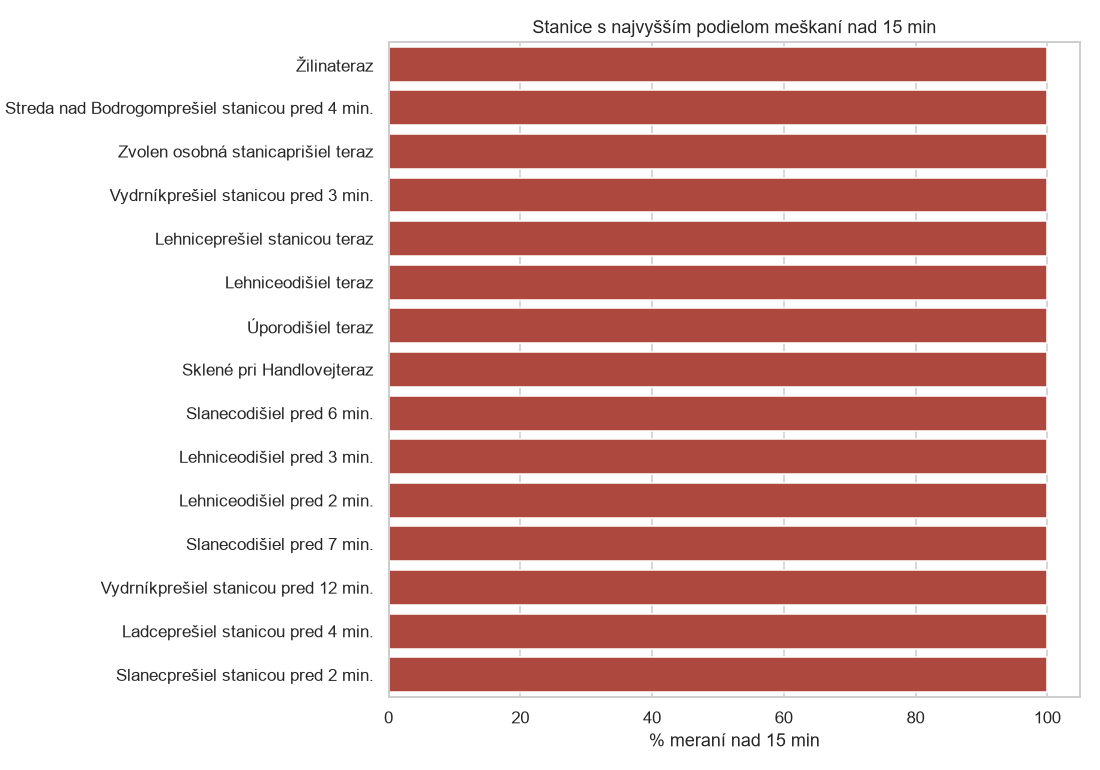 Stanice s najvyšším podielom meškaní nad 15 min
Žilinateraz
Streda nad Bodrogomprešiel stanicou pred 4 min.
Zvolen osobná stanicaprišiel teraz
Vydrníkprešiel stanicou pred 3 min.
Lehniceprešiel stanicou teraz
Lehniceodišiel teraz
Úporodišiel teraz
Sklené pri Handlovejteraz
Slanecodišiel pred 6 min.
Lehniceodišiel pred 3 min.
Lehniceodišiel pred 2 min.
Slanecodišiel pred 7 min.
Vydrníkprešiel stanicou pred 12 min.
Ladceprešiel stanicou pred 4 min.
Slanecprešiel stanicou pred 2 min.
0 20 40 60 80 100
% meraní nad 15 min